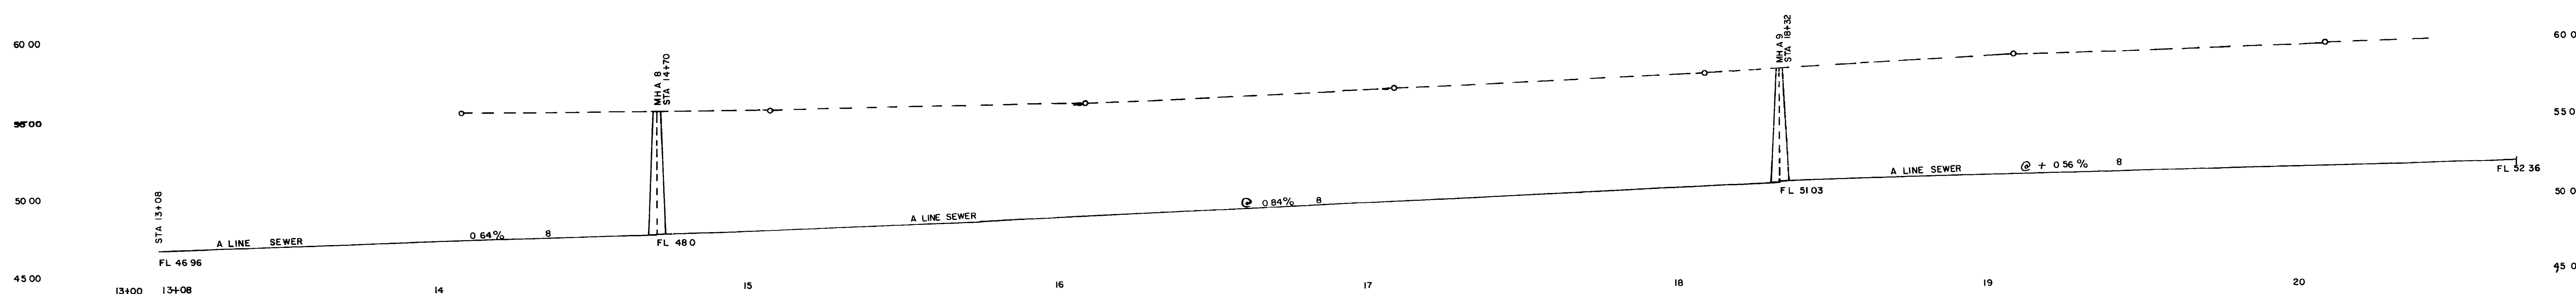 60 00
60 0
MH A 8
STA 14+70
MH A 9
STA 18+32
55 0
STA 13+08
50 00
50 0
A LINE SEWER
0 64% 8
FL 46 96
FL 48 0
A LINE SEWER
@ 0 84% 8
FL 51 03
A LINE SEWER
@ + 0 56% 8
FL 52 36
45 00
45 0
13+00 13+08 14 15 16 17 18 19 20